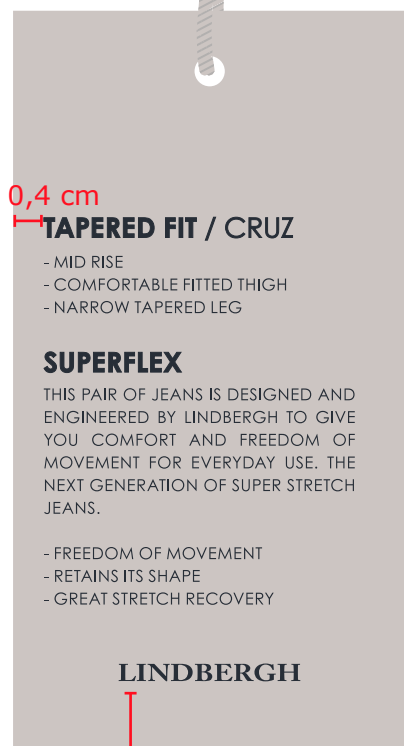 0,4 cm
TAPERED FIT / CRUZ
- MID RISE
- COMFORTABLE FITTED THIGH
- NARROW TAPERED LEG
SUPERFLEX
THIS PAIR OF JEANS IS DESIGNED AND
ENGINEERED BY LINDBERGH TO GIVE
YOU COMFORT AND FREEDOM OF
MOVEMENT FOR EVERYDAY USE. THE
NEXT GENERATION OF SUPER STRETCH
JEANS.
- FREEDOM OF MOVEMENT
- RETAINS ITS SHAPE
- GREAT STRETCH RECOVERY
LINDBERGH